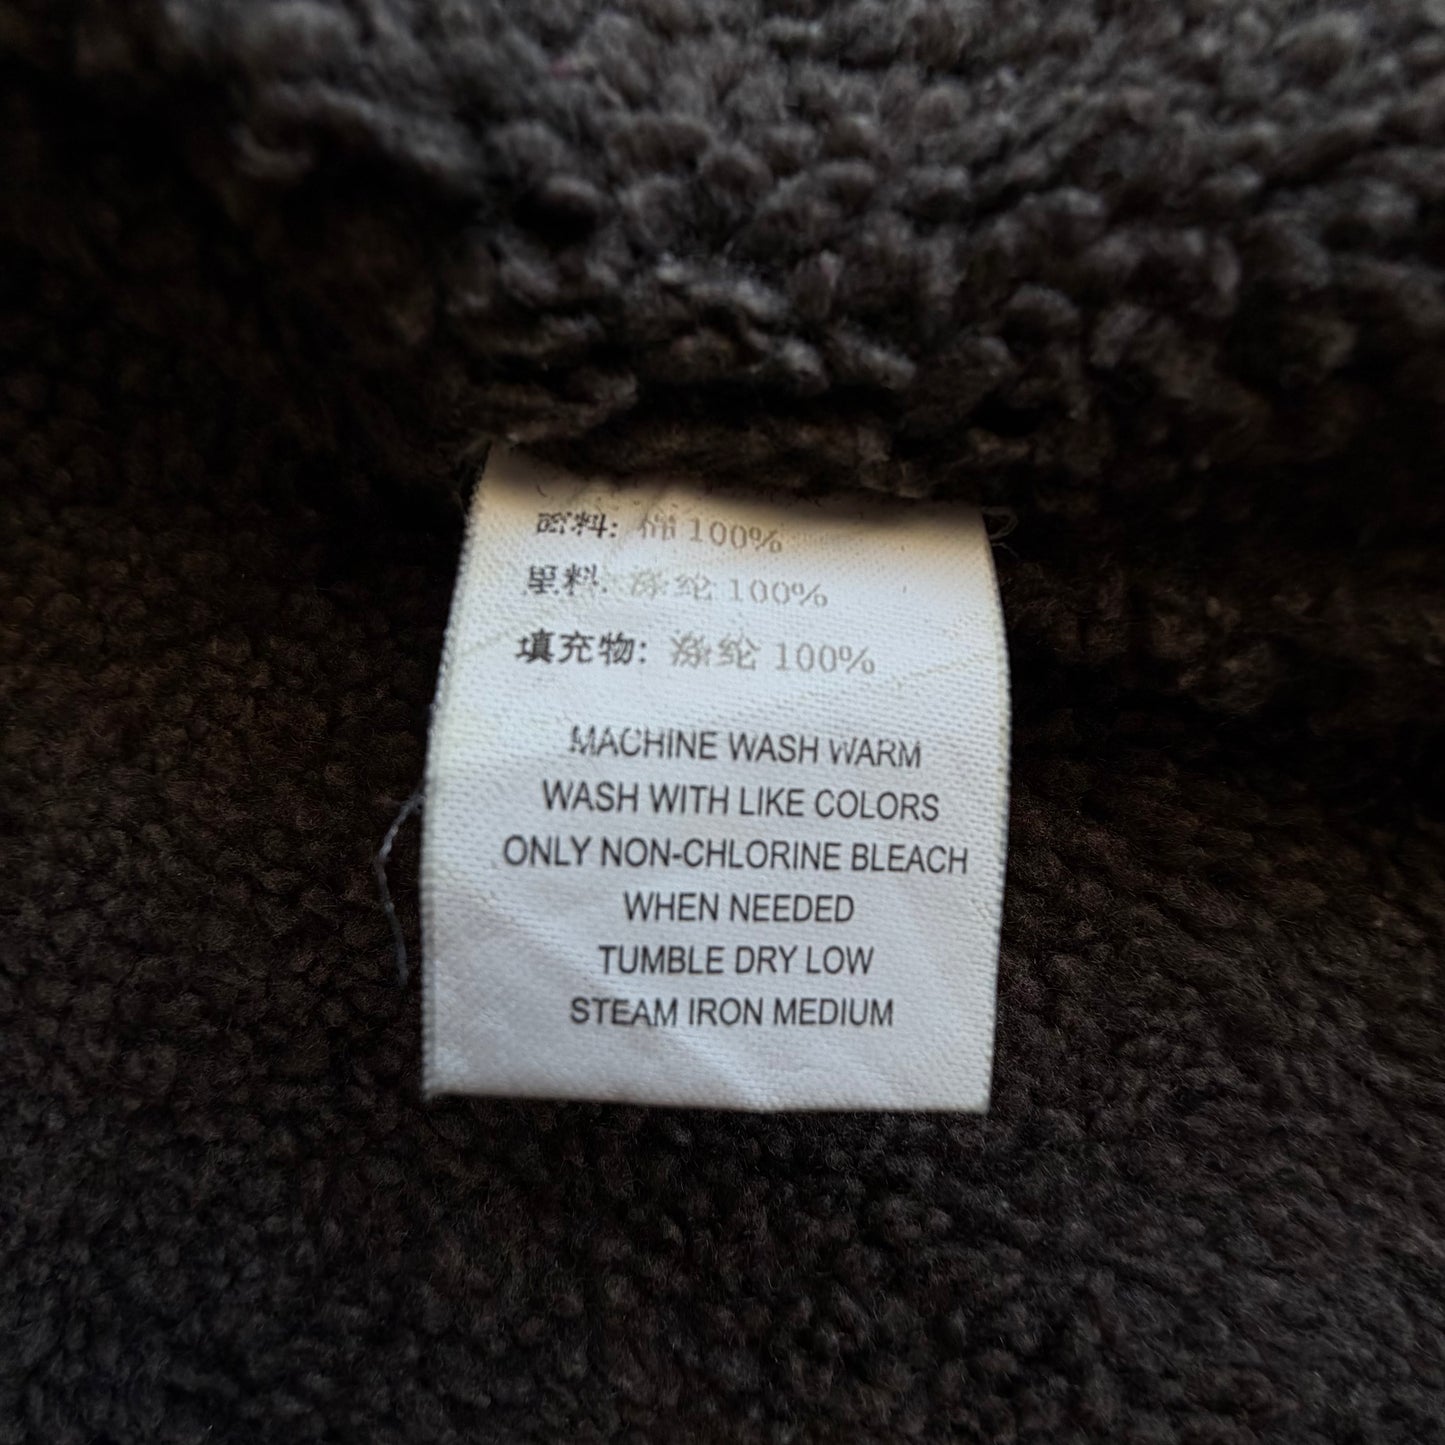 面料: 棉 100%
里料: 涤纶 100%
填充物: 涤纶 100%
MACHINE WASH WARM
WASH WITH LIKE COLORS
ONLY NON-CHLORINE BLEACH
WHEN NEEDED
TUMBLE DRY LOW
STEAM IRON MEDIUM